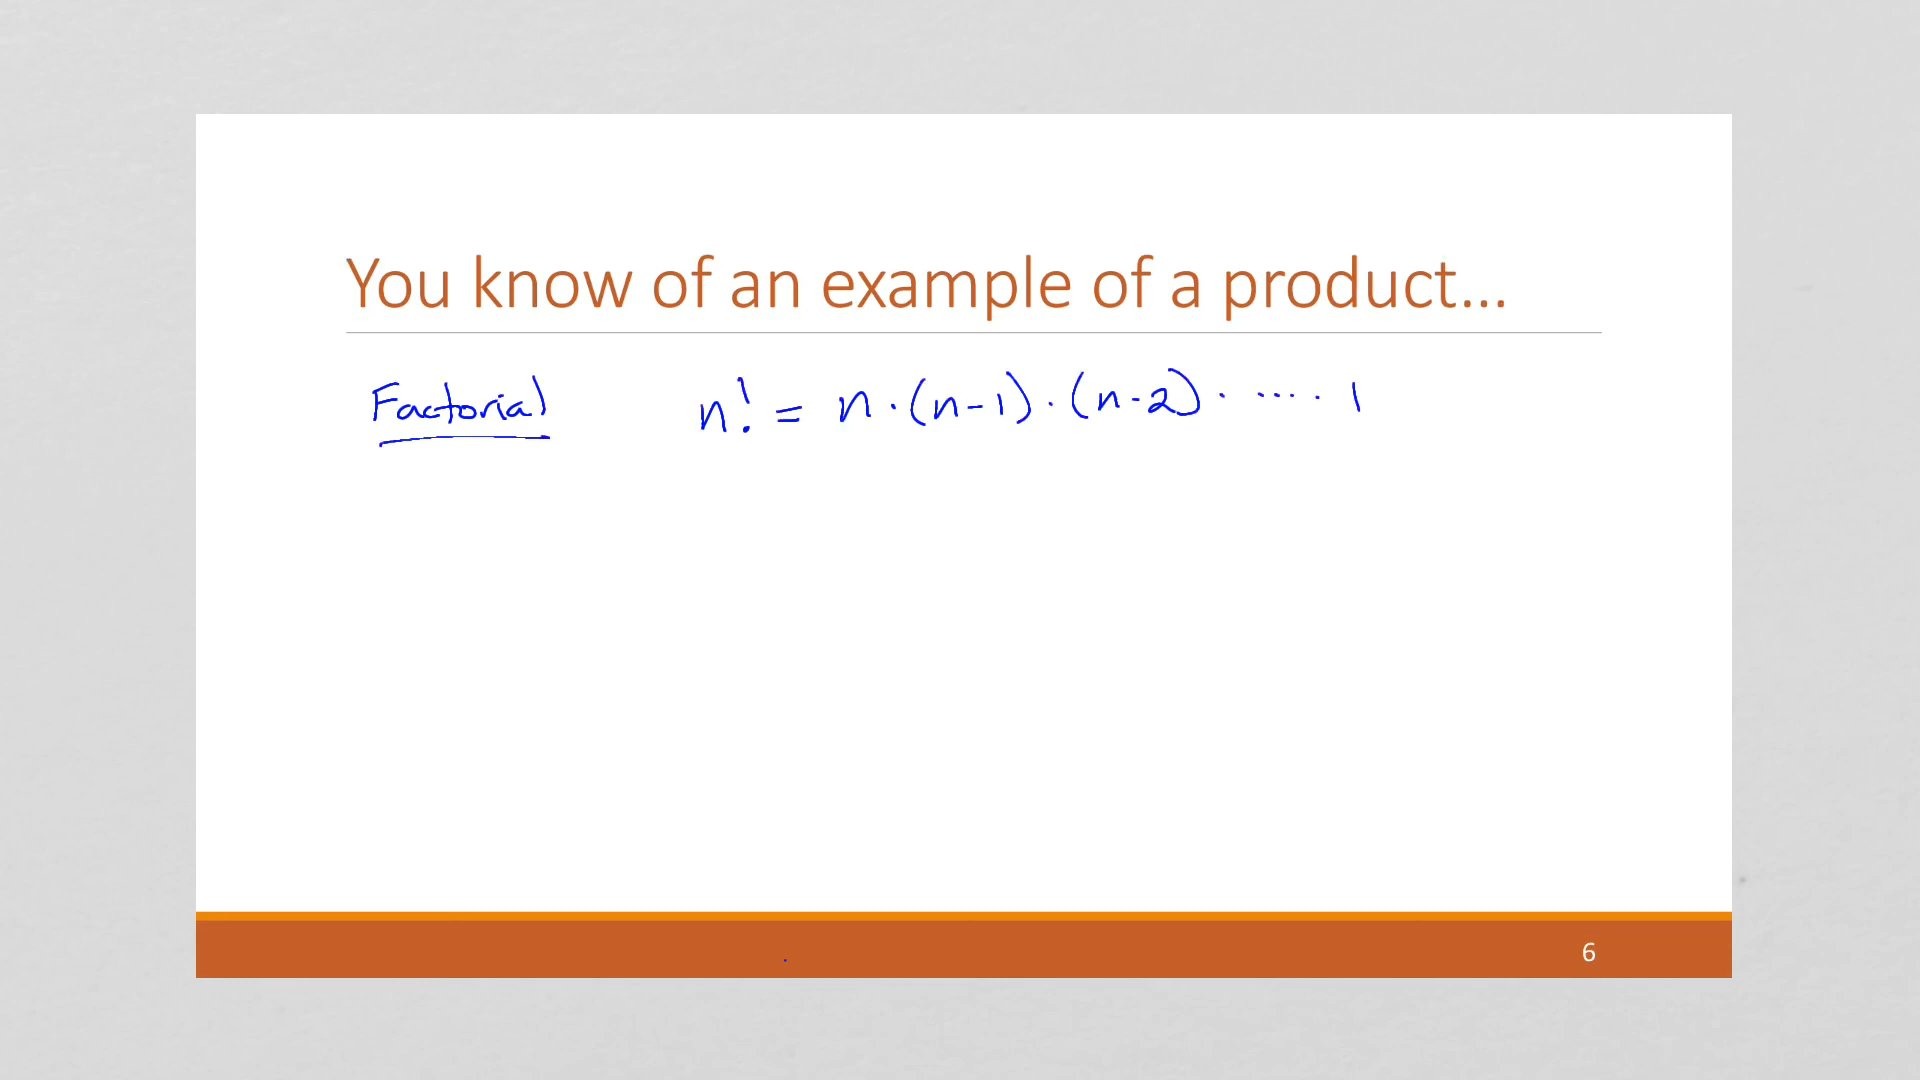 You know of an example of a product...
Factorial n! = n · (n-1) · (n-2) · ···· · 1
6